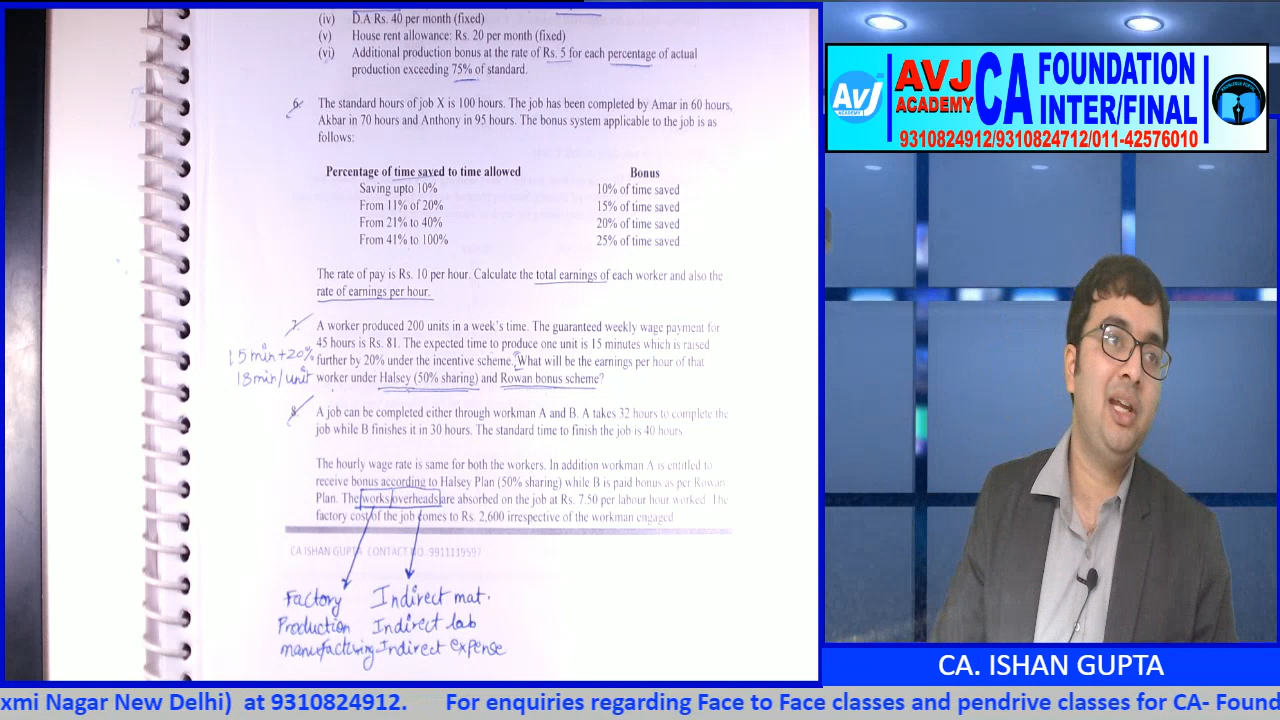 (iv) D.A Rs. 40 per month (fixed)
(v) House rent allowance: Rs. 20 per month (fixed)
(vi) Additional production bonus at the rate of Rs. 5 for each percentage of actual
production exceeding 75% of standard.
6. The standard hours of job X is 100 hours. The job has been completed by Amar in 60 hours,
Akbar in 70 hours and Anthony in 95 hours. The bonus system applicable to the job is as
follows:
Percentage of time saved to time allowed Bonus
Saving upto 10% 10% of time saved
From 11% of 20% 15% of time saved
From 21% to 40% 20% of time saved
From 41% to 100% 25% of time saved
The rate of pay is Rs. 10 per hour. Calculate the total earnings of each worker and also the
rate of earnings per hour.
7. A worker produced 200 units in a week's time. The guaranteed weekly wage payment for
45 hours is Rs. 81. The expected time to produce one unit is 15 minutes which is raised
further by 20% under the incentive scheme. What will be the earnings per hour of that
worker under Halsey (50% sharing) and Rowan bonus scheme?
15 min + 20%
18 min/unit
8. A job can be completed either through workman A and B. A takes 32 hours to complete the
job while B finishes it in 30 hours. The standard time to finish the job is 40 hours
The hourly wage rate is same for both the workers. In addition workman A is entitled to
receive bonus according to Halsey Plan (50% sharing) while B is paid bonus as per Rowan
Plan. The works overheads are absorbed on the job at Rs. 7.50 per labour hour worked. The
factory cost of the job comes to Rs. 2,600 irrespective of the workman engaged
CA ISHAN GUPTA CONTACT NO. 9911119597
Factory Indirect mat.
Production Indirect lab
manufacturing Indirect expense
AVJ
AVJ
ACADEMY
CA
FOUNDATION
INTER/FINAL
9310824912/9310824712/011-42576010
CA. ISHAN GUPTA
xmi Nagar New Delhi) at 9310824912. For enquiries regarding Face to Face classes and pendrive classes for CA- Found